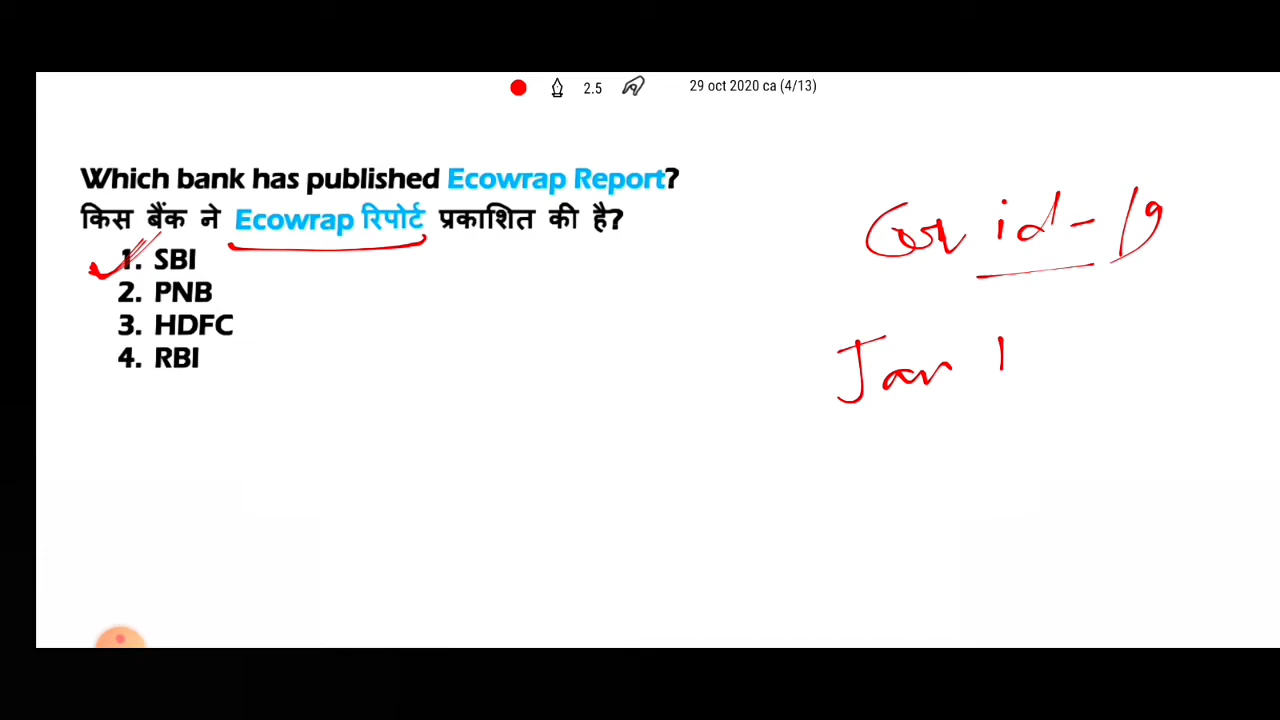 2.5 29 oct 2020 ca (4/13)
Which bank has published Ecowrap Report?
किस बैंक ने Ecowrap रिपोर्ट प्रकाशित की है?
1. SBI
2. PNB
3. HDFC
4. RBI
Covid-19
Jan 1